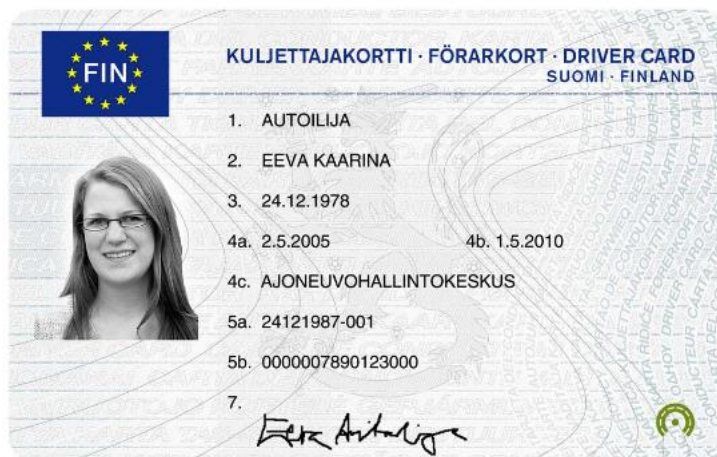 FIN
KULJETTAJAKORTTI · FÖRARKORT · DRIVER CARD
SUOMI · FINLAND
1. AUTOILIJA
2. EEVA KAARINA
3. 24.12.1978
4a. 2.5.2005 4b. 1.5.2010
4c. AJONEUVOHALLINTOKESKUS
5a. 24121987-001
5b. 0000007890123000
7.
Eeva Autoilija